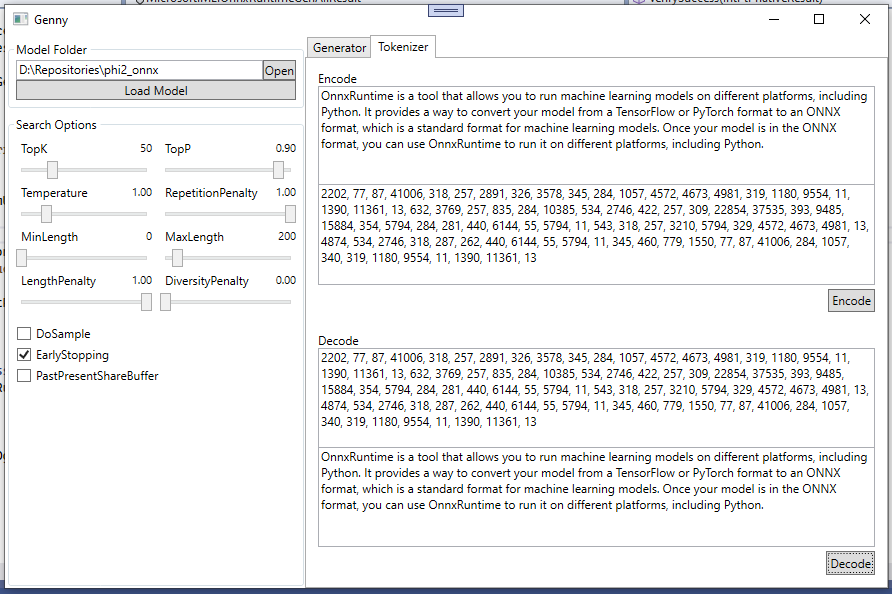 Genny
Model Folder
D:\Repositories\phi2_onnx
Open
Load Model
Search Options
TopK 50 TopP 0.90
Temperature 1.00 RepetitionPenalty 1.00
MinLength 0 MaxLength 200
LengthPenalty 1.00 DiversityPenalty 0.00
DoSample
EarlyStopping
PastPresentShareBuffer
Generator Tokenizer
Encode
OnnxRuntime is a tool that allows you to run machine learning models on different platforms, including
Python. It provides a way to convert your model from a TensorFlow or PyTorch format to an ONNX
format, which is a standard format for machine learning models. Once your model is in the ONNX
format, you can use OnnxRuntime to run it on different platforms, including Python.
2202, 77, 87, 41006, 318, 257, 2891, 326, 3578, 345, 284, 1057, 4572, 4673, 4981, 319, 1180, 9554, 11,
1390, 11361, 13, 632, 3769, 257, 835, 284, 10385, 534, 2746, 422, 257, 309, 22854, 37535, 393, 9485,
15884, 354, 5794, 284, 281, 440, 6144, 55, 5794, 11, 543, 318, 257, 3210, 5794, 329, 4572, 4673, 4981, 13,
4874, 534, 2746, 318, 287, 262, 440, 6144, 55, 5794, 11, 345, 460, 779, 1550, 77, 87, 41006, 284, 1057,
340, 319, 1180, 9554, 11, 1390, 11361, 13
Encode
Decode
2202, 77, 87, 41006, 318, 257, 2891, 326, 3578, 345, 284, 1057, 4572, 4673, 4981, 319, 1180, 9554, 11,
1390, 11361, 13, 632, 3769, 257, 835, 284, 10385, 534, 2746, 422, 257, 309, 22854, 37535, 393, 9485,
15884, 354, 5794, 284, 281, 440, 6144, 55, 5794, 11, 543, 318, 257, 3210, 5794, 329, 4572, 4673, 4981, 13,
4874, 534, 2746, 318, 287, 262, 440, 6144, 55, 5794, 11, 345, 460, 779, 1550, 77, 87, 41006, 284, 1057,
340, 319, 1180, 9554, 11, 1390, 11361, 13
OnnxRuntime is a tool that allows you to run machine learning models on different platforms, including
Python. It provides a way to convert your model from a TensorFlow or PyTorch format to an ONNX
format, which is a standard format for machine learning models. Once your model is in the ONNX
format, you can use OnnxRuntime to run it on different platforms, including Python.
Decode